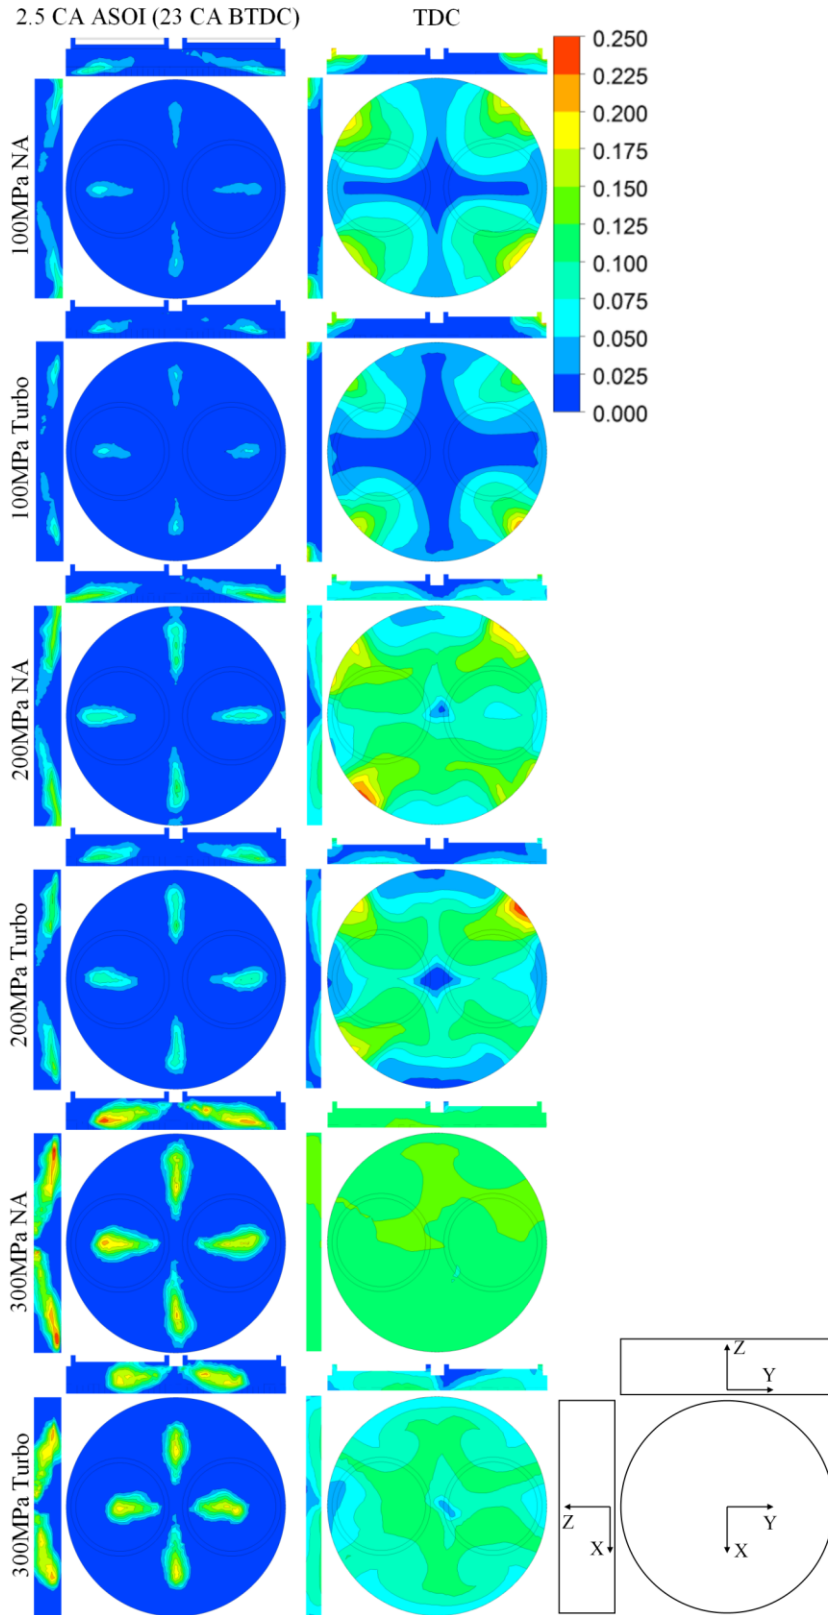 2.5 CA ASOI (23 CA BTDC)
TDC
0.250
0.225
0.200
0.175
0.150
0.125
0.100
0.075
0.050
0.025
0.000
100MPa NA
100MPa Turbo
200MPa NA
200MPa Turbo
300MPa NA
300MPa Turbo
Z
Y
Z
X
Y
X